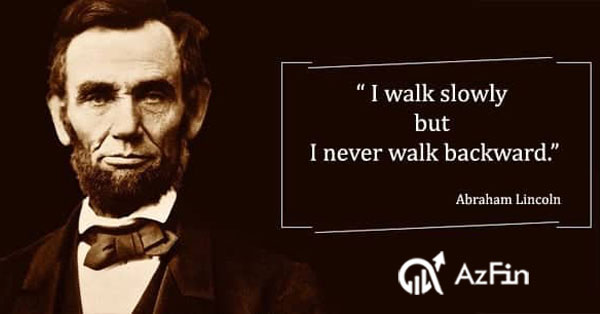 “ I walk slowly
but
I never walk backward.”
Abraham Lincoln
AzFin